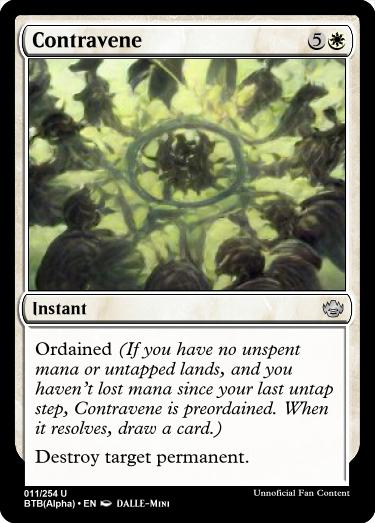 Contravene 5
Instant
Ordained (If you have no unspent
mana or untapped lands, and you
haven't lost mana since your last untap
step, Contravene is preordained. When
it resolves, draw a card.)
Destroy target permanent.
011/254 U
Unnofficial Fan Content
BTB(Alpha) • EN DALLE-Mini